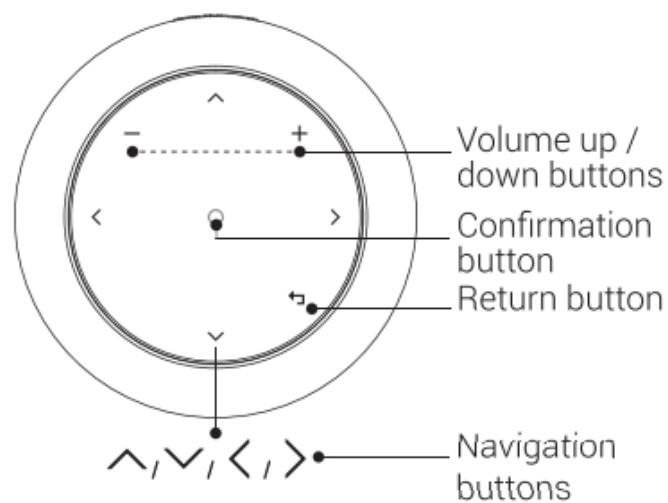 − +
Volume up /
down buttons
Confirmation
button
Return button
Navigation
buttons